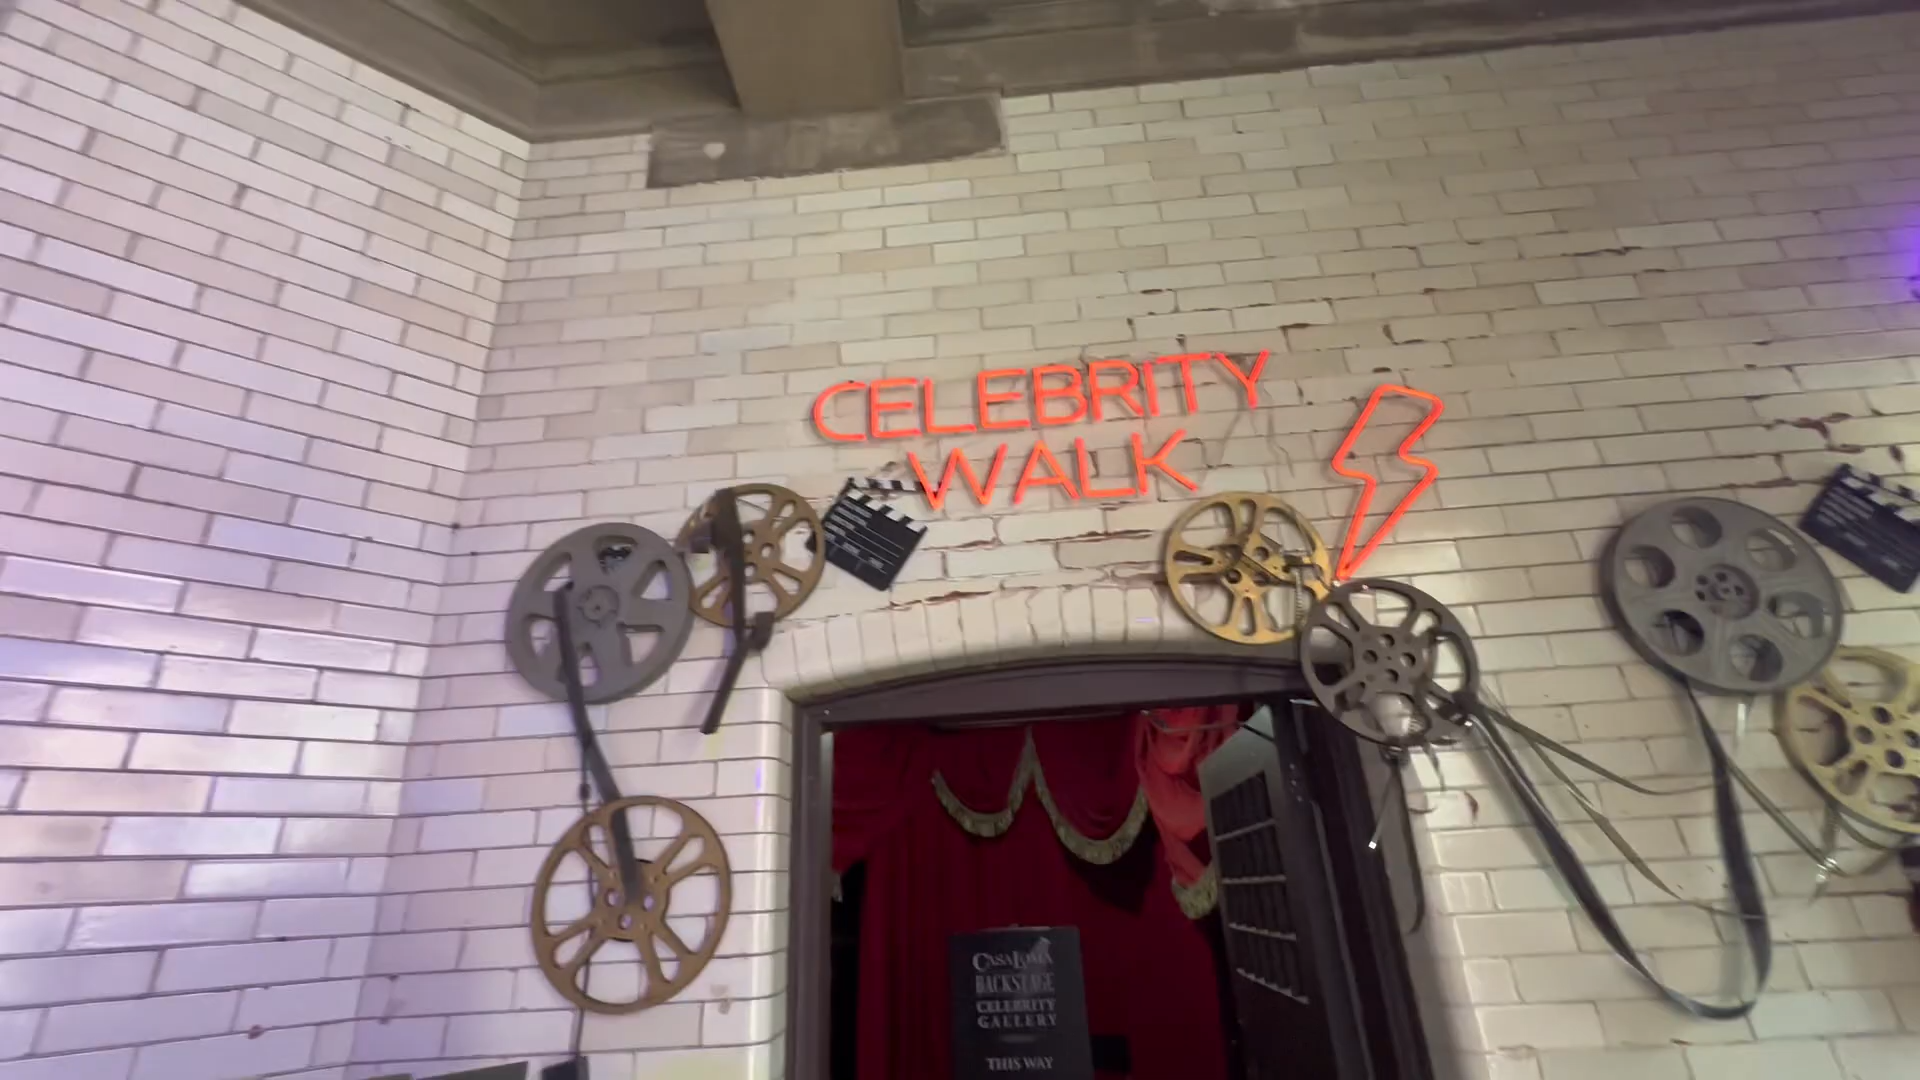 CELEBRITY
WALK
CASA LOMA
BACKSTAGE
CELEBRITY
GALLERY
THIS WAY